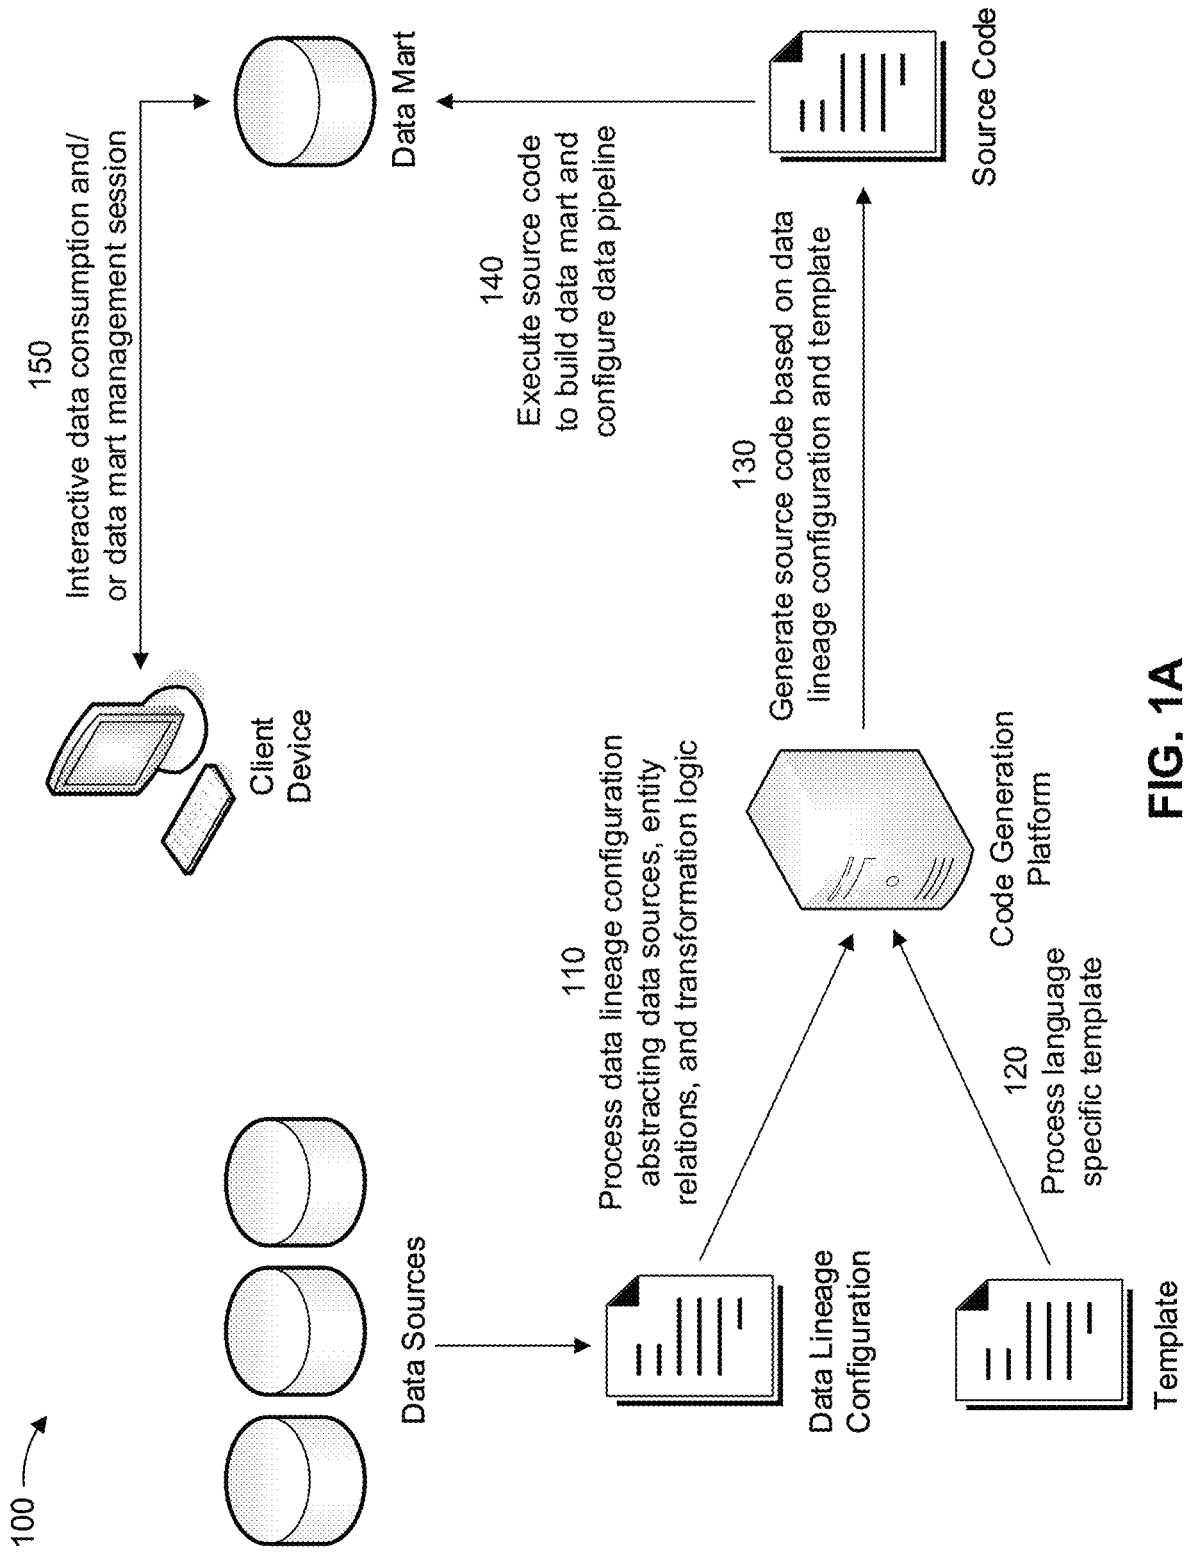 100
Data Sources
Client
Device
150
Interactive data consumption and/
or data mart management session
Data Mart
110
Process data lineage configuration
abstracting data sources, entity
relations, and transformation logic
140
Execute source code
to build data mart and
configure data pipeline
Data Lineage
Configuration
120
Process language
specific template
Code Generation
Platform
130
Generate source code based on data
lineage configuration and template
Source Code
Template
FIG. 1A